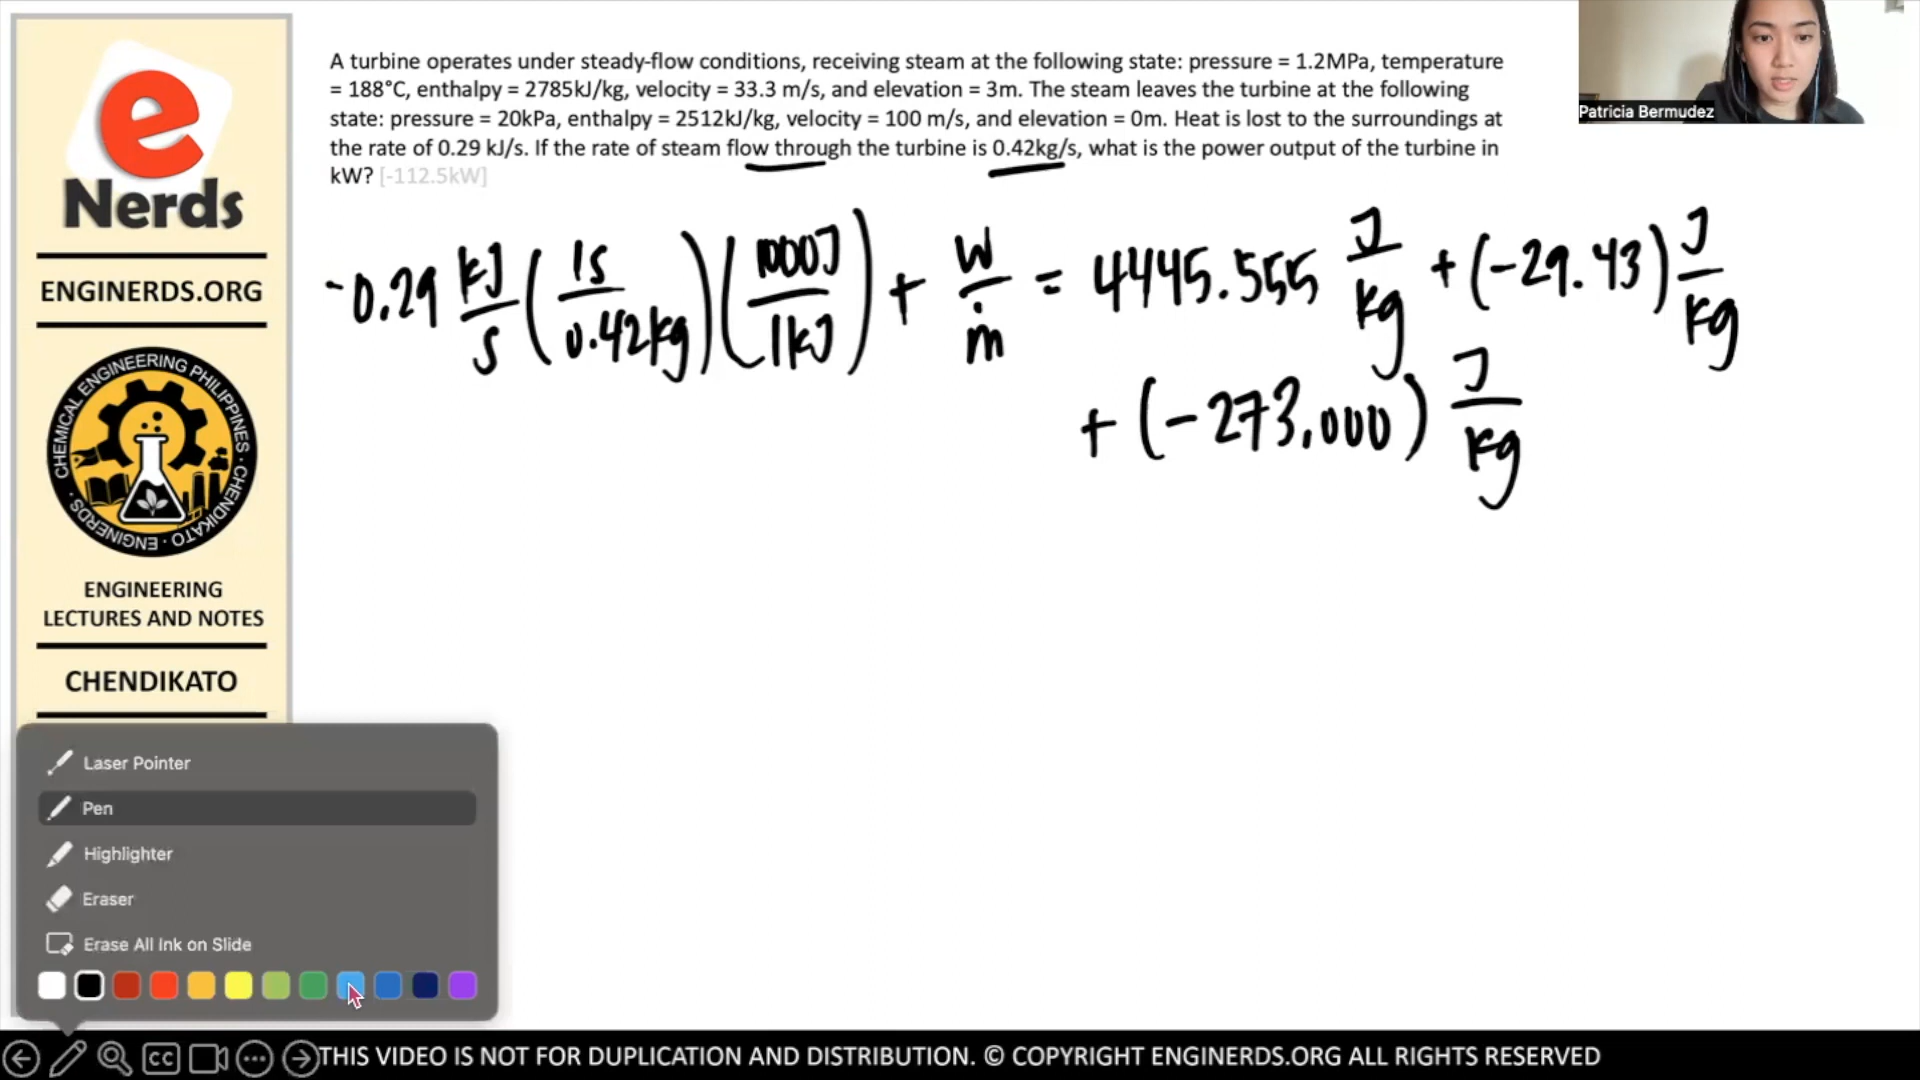 A turbine operates under steady-flow conditions, receiving steam at the following state: pressure = 1.2MPa, temperature
= 188°C, enthalpy = 2785kJ/kg, velocity = 33.3 m/s, and elevation = 3m. The steam leaves the turbine at the following
state: pressure = 20kPa, enthalpy = 2512kJ/kg, velocity = 100 m/s, and elevation = 0m. Heat is lost to the surroundings at
the rate of 0.29 kJ/s. If the rate of steam flow through the turbine is 0.42kg/s, what is the power output of the turbine in
kW? [-112.5kW]
Patricia Bermudez
e
Nerds
ENGINERDS.ORG
CHEMICAL ENGINEERING PHILIPPINES · CHENDIKATO · ENGINERDS ·
ENGINEERING
LECTURES AND NOTES
CHENDIKATO
-0.29 kJ/s (1s/0.42kg) (1000J/1kJ) + W/ṁ = 4445.555 J/kg + (-29.43) J/kg
+ (-273,000) J/kg
Laser Pointer
Pen
Highlighter
Eraser
Erase All Ink on Slide
CC
THIS VIDEO IS NOT FOR DUPLICATION AND DISTRIBUTION. © COPYRIGHT ENGINERDS.ORG ALL RIGHTS RESERVED